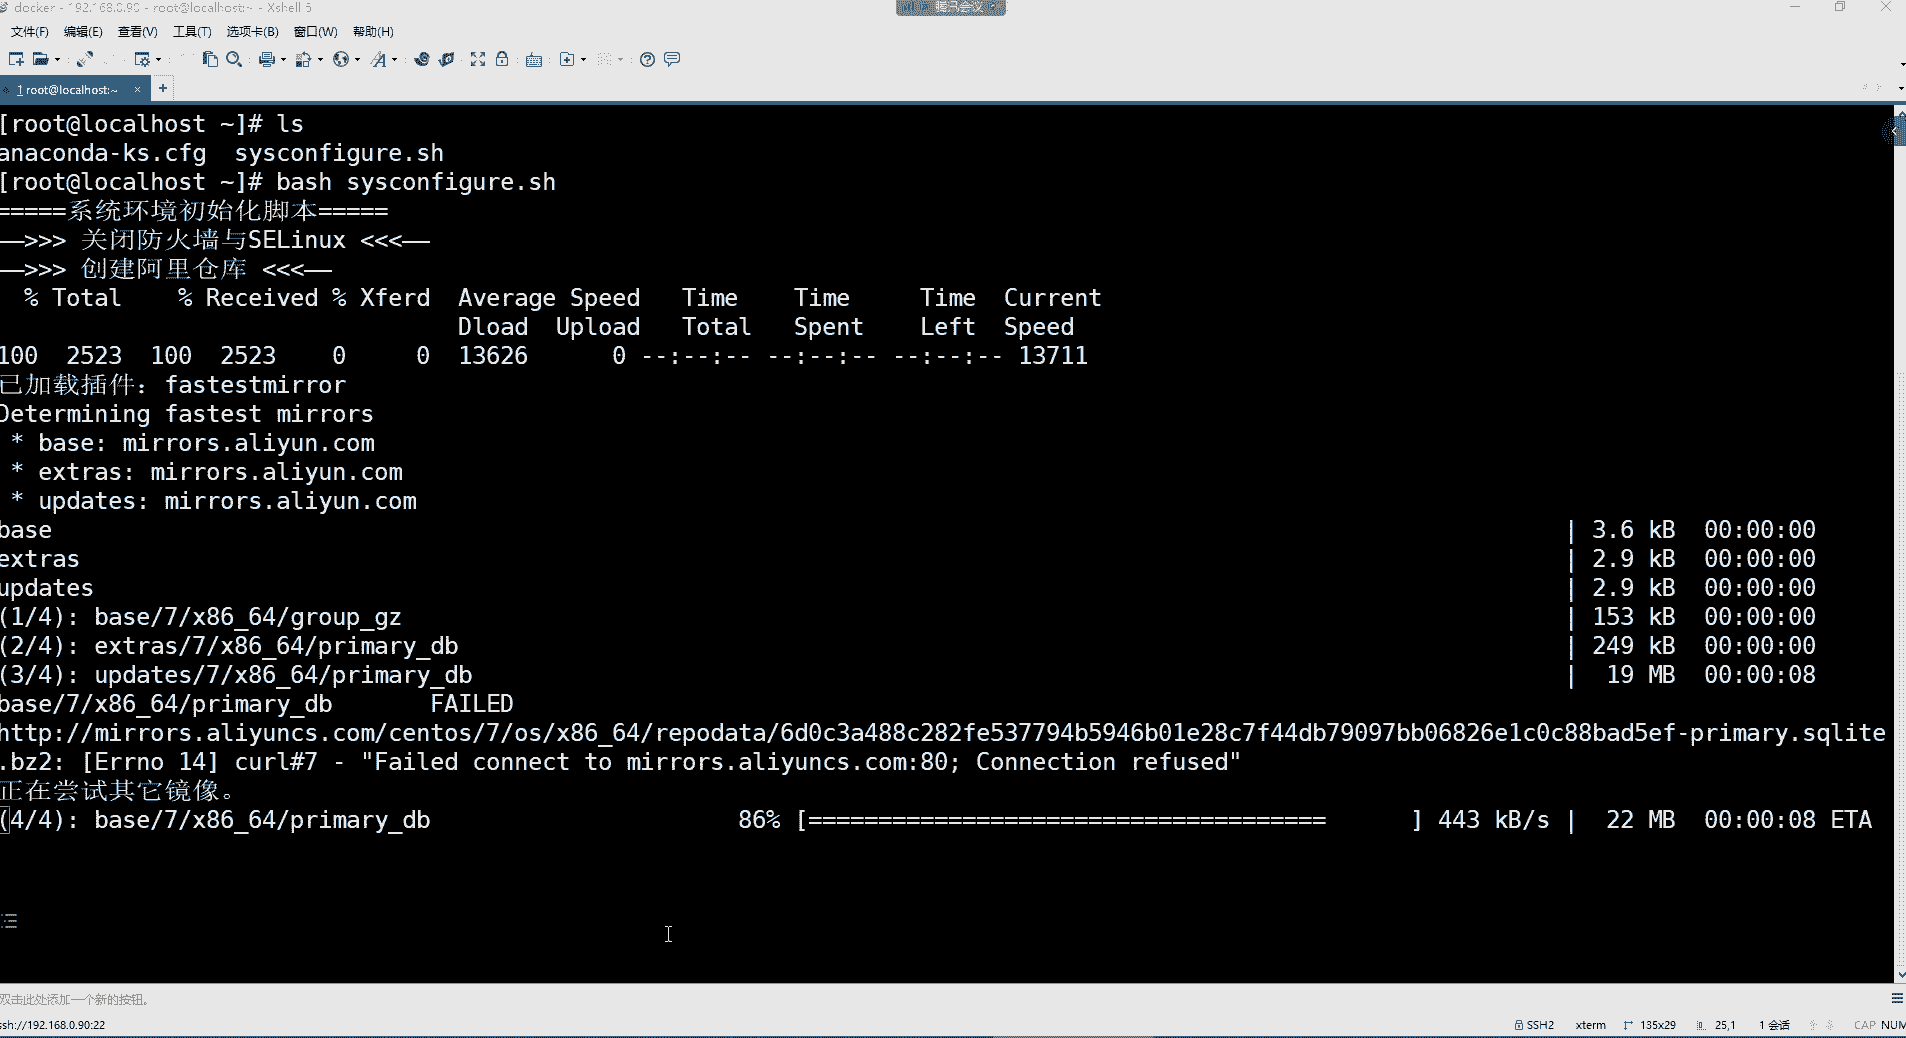 docker - 192.168.0.90 - root@localhost:~ - Xshell 6
腾讯会议
文件(F) 编辑(E) 查看(V) 工具(T) 选项卡(B) 窗口(W) 帮助(H)
1 root@localhost:~ × +
[root@localhost ~]# ls
anaconda-ks.cfg  sysconfigure.sh
[root@localhost ~]# bash sysconfigure.sh
=====系统环境初始化脚本=====
—>>> 关闭防火墙与SELinux <<<—
—>>> 创建阿里仓库 <<<—
% Total    % Received % Xferd  Average Speed   Time    Time     Time  Current
Dload  Upload   Total   Spent    Left  Speed
100  2523  100  2523    0     0  13626      0 --:--:-- --:--:-- --:--:-- 13711
已加载插件：fastestmirror
Determining fastest mirrors
* base: mirrors.aliyun.com
* extras: mirrors.aliyun.com
* updates: mirrors.aliyun.com
base | 3.6 kB  00:00:00
extras | 2.9 kB  00:00:00
updates | 2.9 kB  00:00:00
(1/4): base/7/x86_64/group_gz | 153 kB  00:00:00
(2/4): extras/7/x86_64/primary_db | 249 kB  00:00:00
(3/4): updates/7/x86_64/primary_db |  19 MB  00:00:08
base/7/x86_64/primary_db       FAILED
http://mirrors.aliyuncs.com/centos/7/os/x86_64/repodata/6d0c3a488c282fe537794b5946b01e28c7f44db79097bb06826e1c0c88bad5ef-primary.sqlite
.bz2: [Errno 14] curl#7 - "Failed connect to mirrors.aliyuncs.com:80; Connection refused"
正在尝试其它镜像。
(4/4): base/7/x86_64/primary_db 86% [===================================== ] 443 kB/s |  22 MB  00:00:08 ETA
双击此处添加一个新的按钮。
ssh://192.168.0.90:22 SSH2 xterm 135x29 25,1 1 会话 CAP NUM